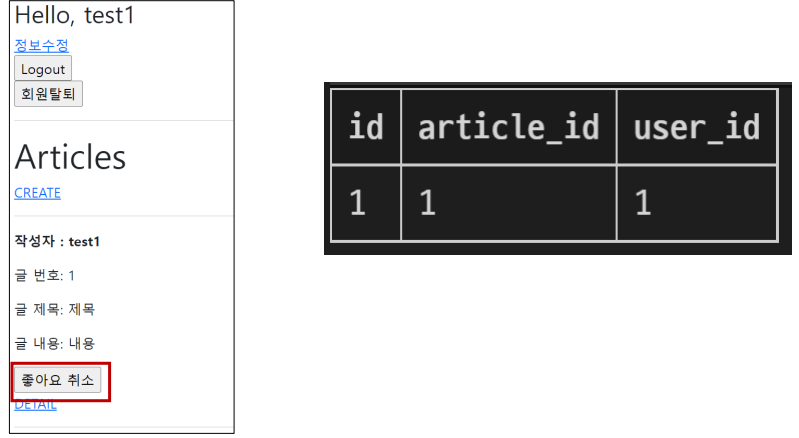 Hello, test1
정보수정
Logout
회원탈퇴
Articles
CREATE
작성자 : test1
글 번호: 1
글 제목: 제목
글 내용: 내용
좋아요 취소
DETAIL
id article_id user_id
1 1 1